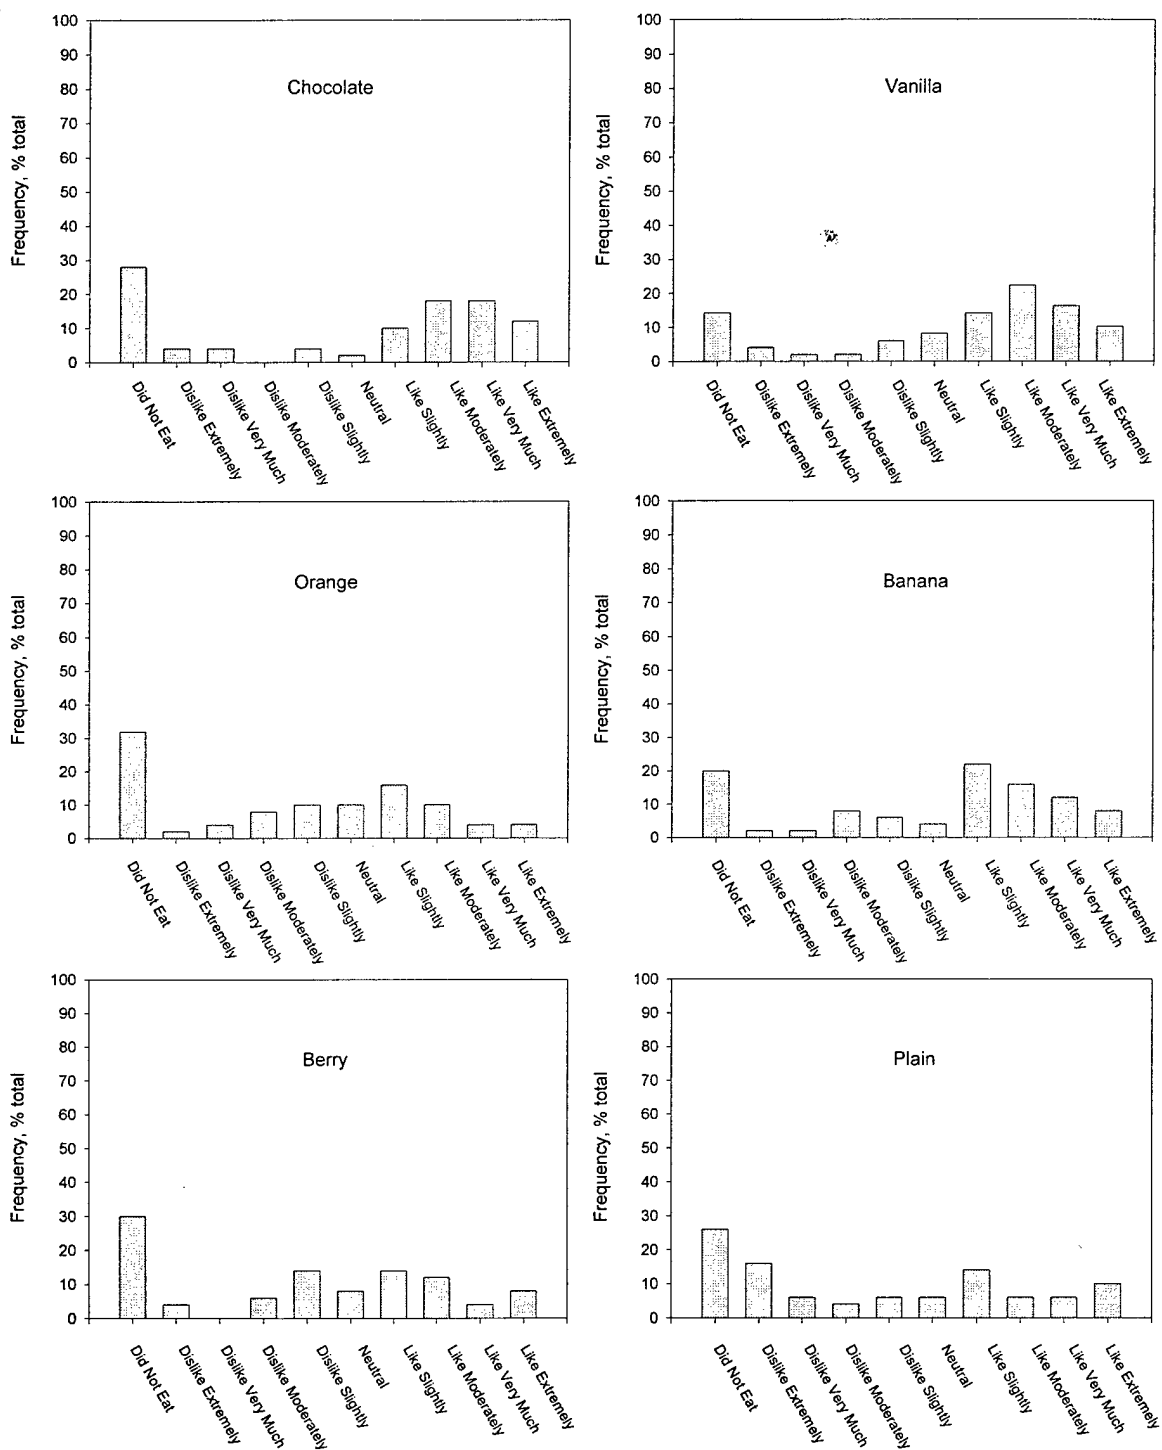 Chocolate
Frequency, % total
100
90
80
70
60
50
40
30
20
10
0
Did Not Eat
Dislike Extremely
Dislike Very Much
Dislike Moderately
Dislike Slightly
Neutral
Like Slightly
Like Moderately
Like Very Much
Like Extremely
Vanilla
Frequency, % total
100
90
80
70
60
50
40
30
20
10
0
Did Not Eat
Dislike Extremely
Dislike Very Much
Dislike Moderately
Dislike Slightly
Neutral
Like Slightly
Like Moderately
Like Very Much
Like Extremely
Orange
Frequency, % total
100
90
80
70
60
50
40
30
20
10
0
Did Not Eat
Dislike Extremely
Dislike Very Much
Dislike Moderately
Dislike Slightly
Neutral
Like Slightly
Like Moderately
Like Very Much
Like Extremely
Banana
Frequency, % total
100
90
80
70
60
50
40
30
20
10
0
Did Not Eat
Dislike Extremely
Dislike Very Much
Dislike Moderately
Dislike Slightly
Neutral
Like Slightly
Like Moderately
Like Very Much
Like Extremely
Berry
Frequency, % total
100
90
80
70
60
50
40
30
20
10
0
Did Not Eat
Dislike Extremely
Dislike Very Much
Dislike Moderately
Dislike Slightly
Neutral
Like Slightly
Like Moderately
Like Very Much
Like Extremely
Plain
Frequency, % total
100
90
80
70
60
50
40
30
20
10
0
Did Not Eat
Dislike Extremely
Dislike Very Much
Dislike Moderately
Dislike Slightly
Neutral
Like Slightly
Like Moderately
Like Very Much
Like Extremely